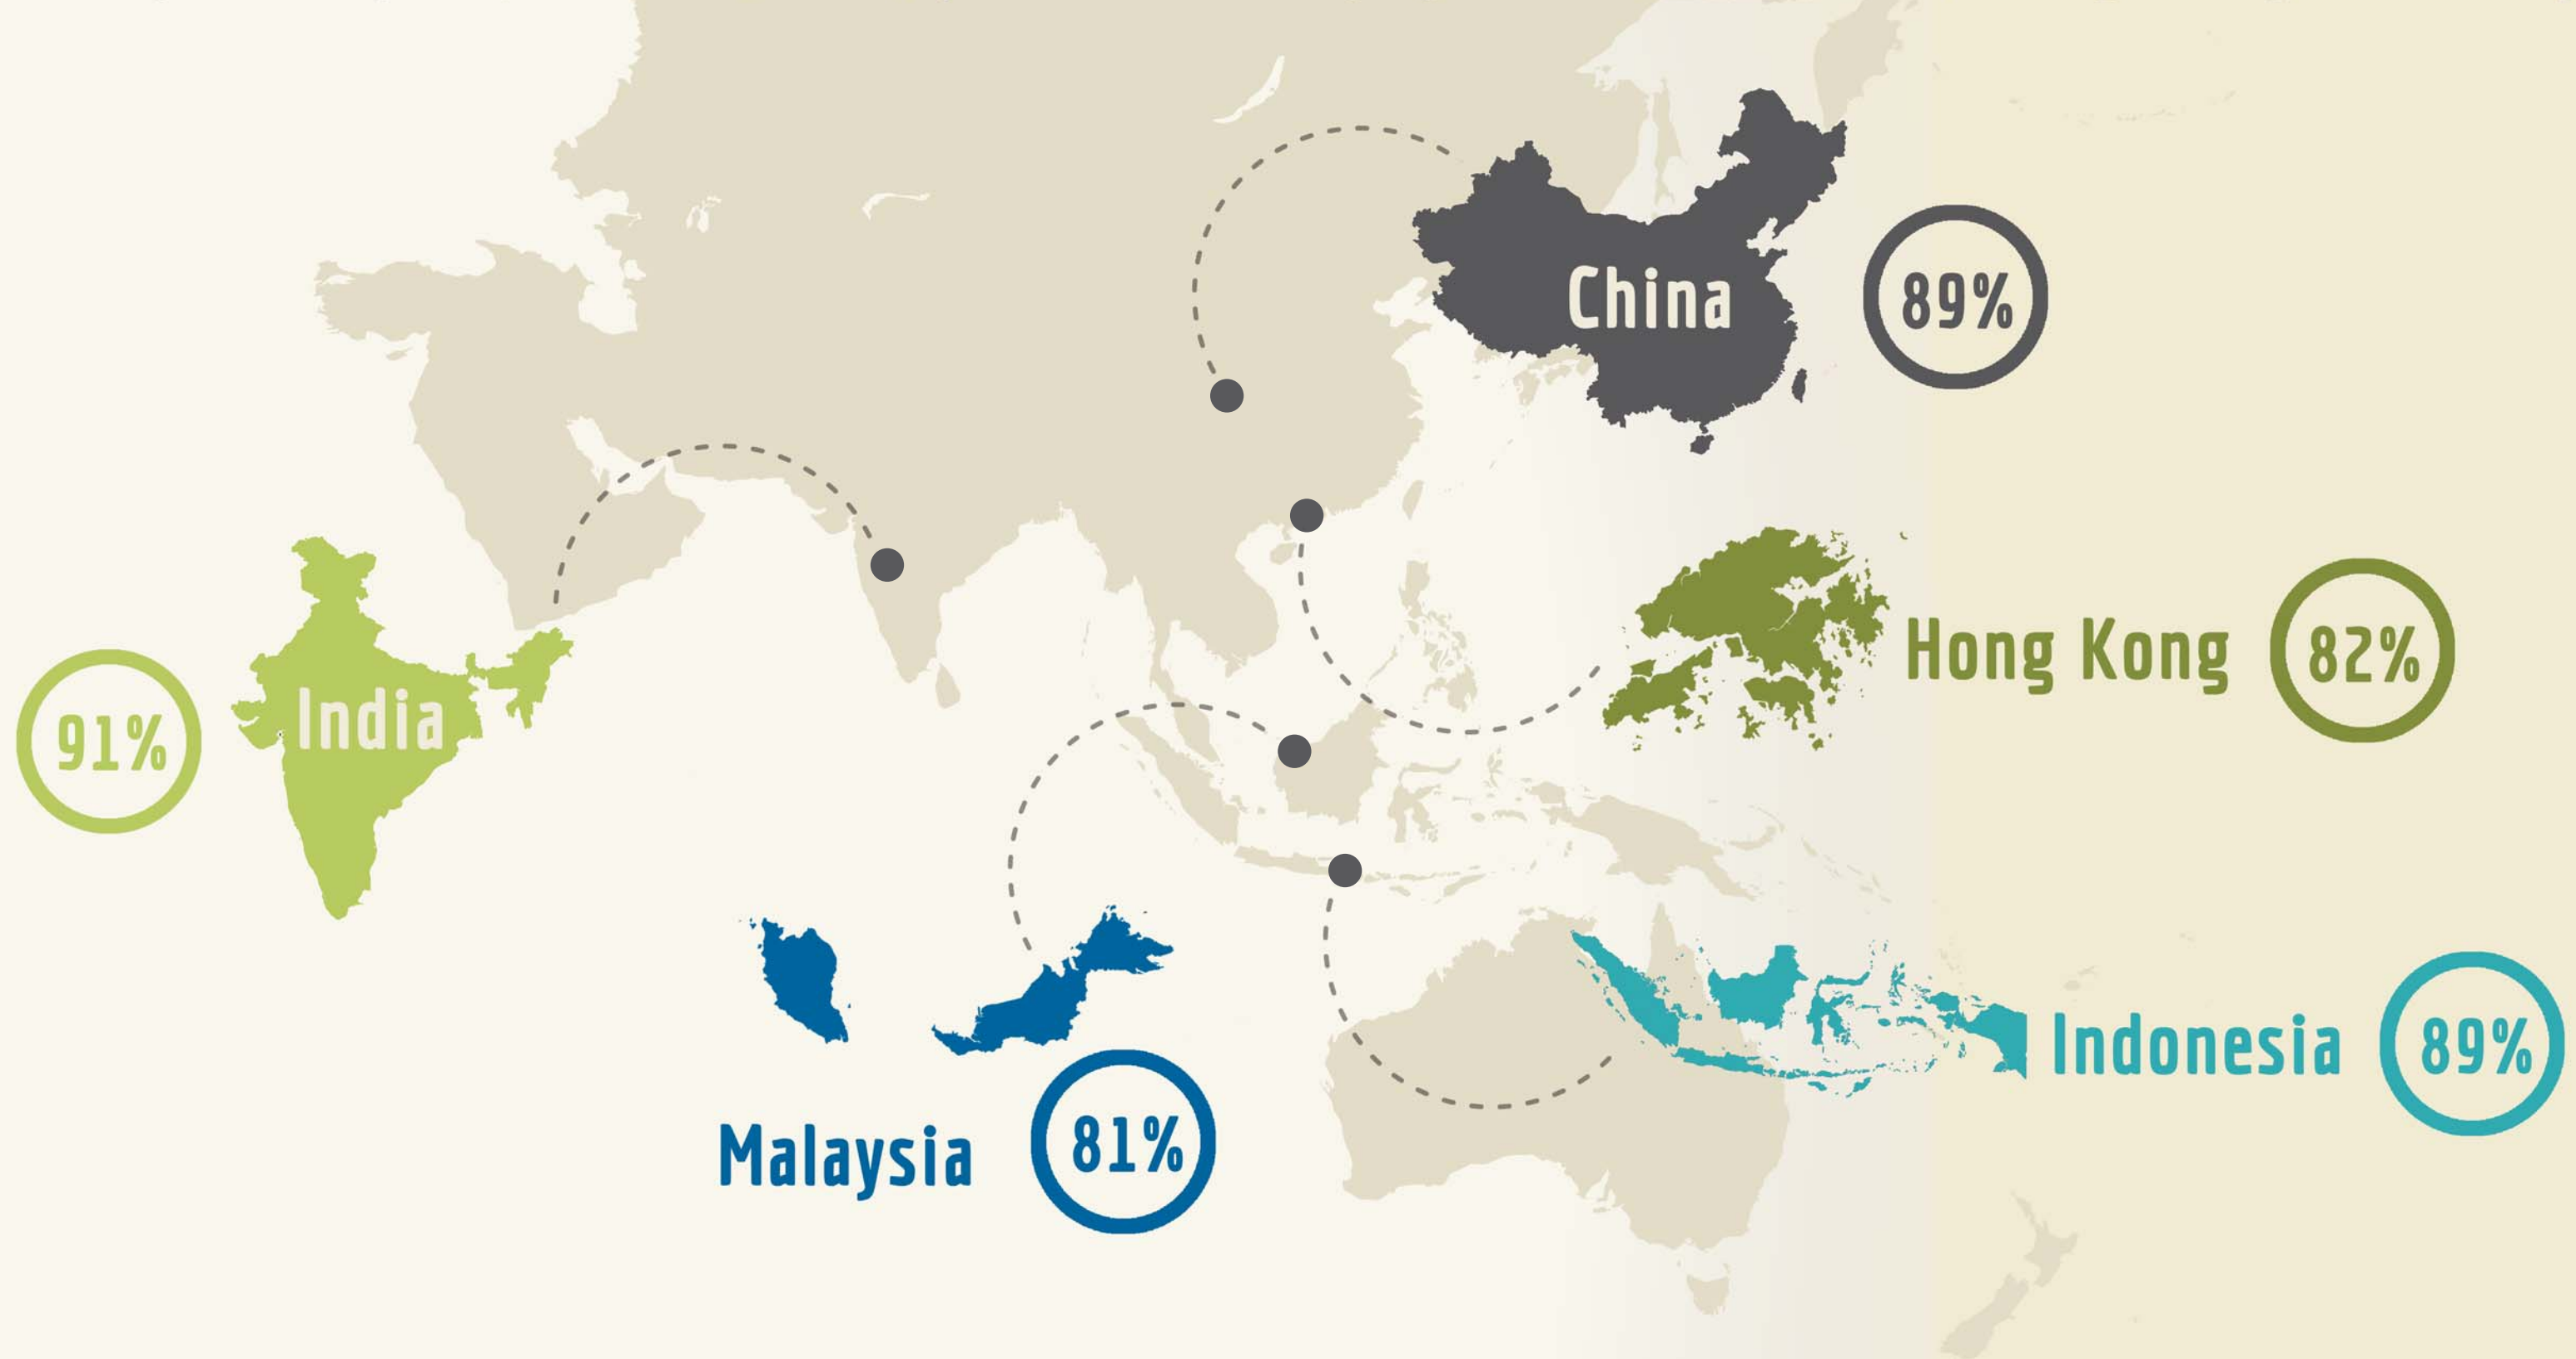 China
89%
Hong Kong
82%
India
91%
Indonesia
89%
Malaysia
81%